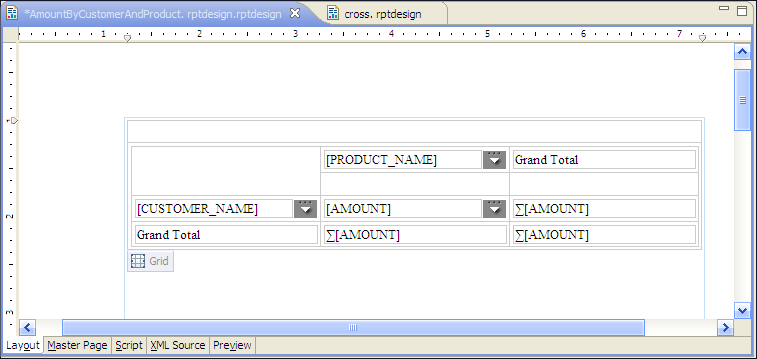 *AmountByCustomerAndProduct. rptdesign.rptdesign cross. rptdesign
1 2 3 4 5 6 7
[PRODUCT_NAME] Grand Total
[CUSTOMER_NAME] [AMOUNT] ∑[AMOUNT]
2
Grand Total ∑[AMOUNT] ∑[AMOUNT]
Grid
3
Layout Master Page Script XML Source Preview